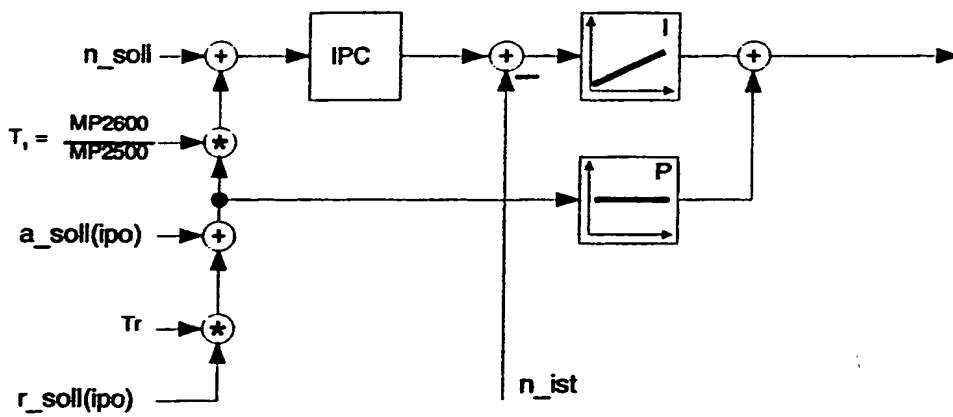 n_soll
IPC
I
T₁ = MP2600
MP2500
P
a_soll(ipo)
Tr
r_soll(ipo)
n_ist